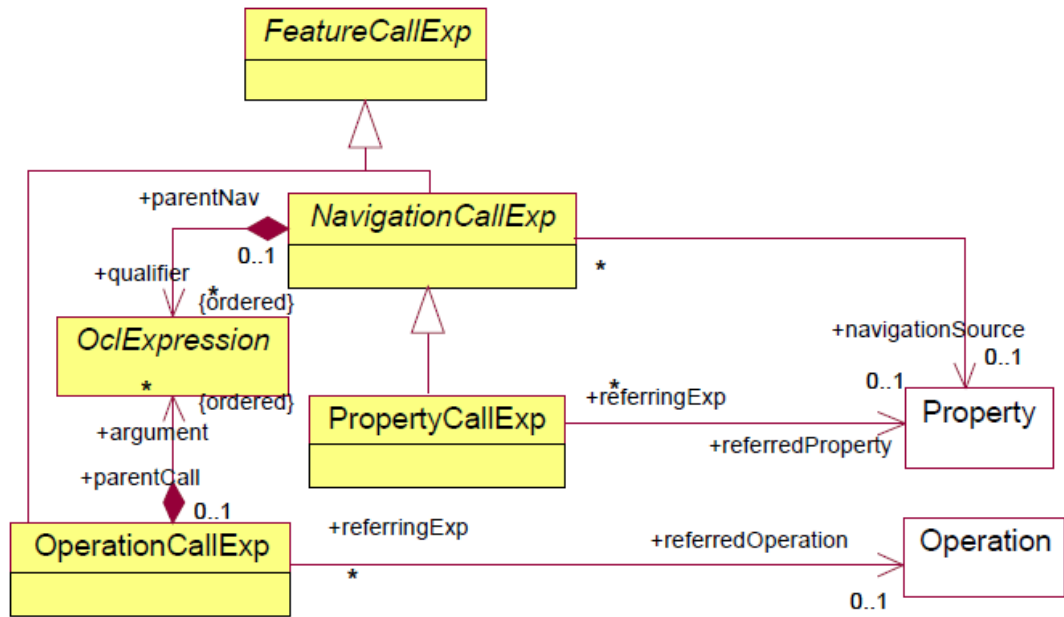 FeatureCallExp
+parentNav
NavigationCallExp
0..1
*
+qualifier
*
{ordered}
OclExpression
+navigationSource
0..1
*
{ordered}
*
+referringExp
0..1
PropertyCallExp
Property
+argument
+referredProperty
+parentCall
0..1
OperationCallExp
+referringExp
+referredOperation
Operation
*
0..1